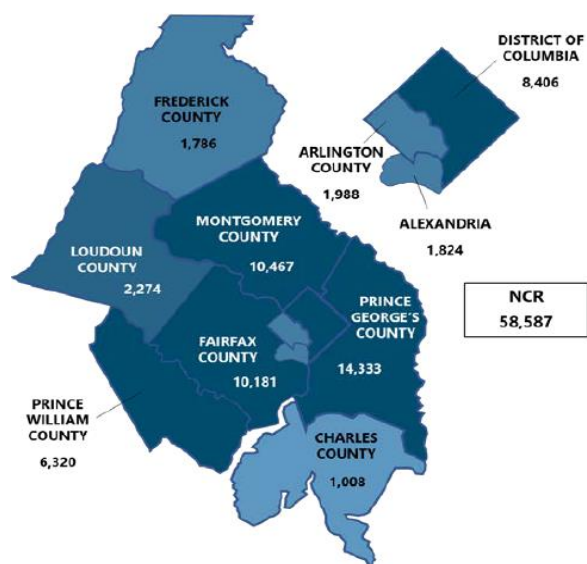 DISTRICT OF
COLUMBIA
8,406
FREDERICK
COUNTY
1,786
ARLINGTON
COUNTY
1,988
ALEXANDRIA
1,824
MONTGOMERY
COUNTY
10,467
LOUDOUN
COUNTY
2,274
PRINCE
GEORGE'S
COUNTY
14,333
NCR
58,587
FAIRFAX
COUNTY
10,181
PRINCE
WILLIAM
COUNTY
6,320
CHARLES
COUNTY
1,008